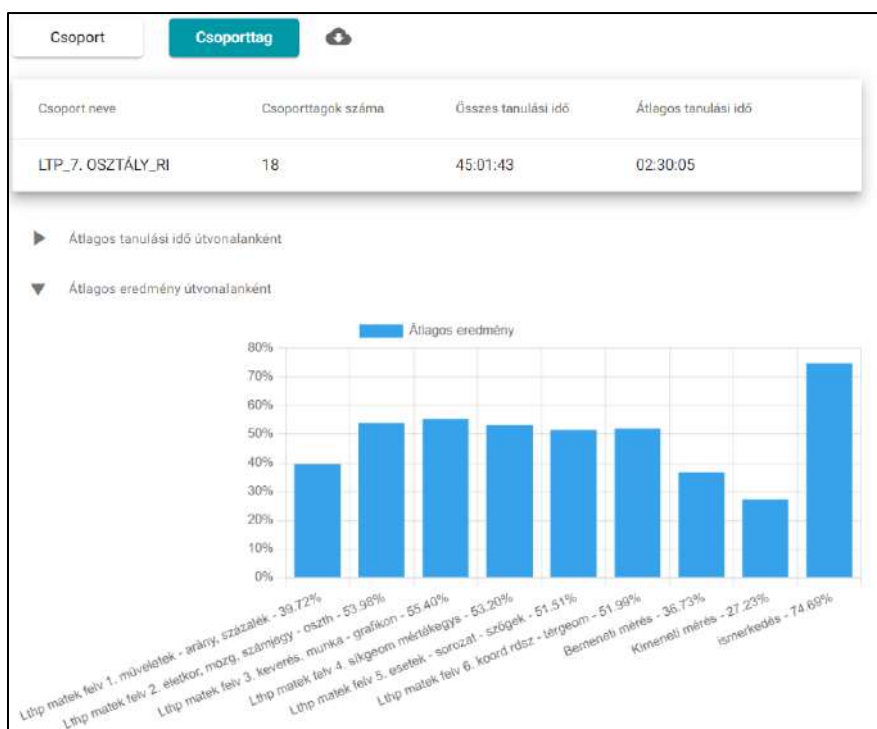 Csoport
Csoporttag
Csoport neve
Csoporttagok száma
Összes tanulási idő
Átlagos tanulási idő
LTP_7. OSZTÁLY_RI
18
45:01:43
02:30:05
Átlagos tanulási idő útvonalanként
Átlagos eredmény útvonalanként
Átlagos eredmény
80%
70%
60%
50%
40%
30%
20%
10%
0%
Lthp matek felv 1. műveletek - arány, százalék - 39.72%
Lthp matek felv 2. életkor, mozg, számjegy - oszth - 53.98%
Lthp matek felv 3. keverés, munka - grafikon - 55.40%
Lthp matek felv 4. síkgeom mértékegys - 53.20%
Lthp matek felv 5. esetek - sorozat - szögek - 51.51%
Lthp matek felv 6. koord rdsz - térgeom - 51.99%
Bemeneti mérés - 36.73%
Kimeneti mérés - 27.23%
Ismerkedés - 74.69%